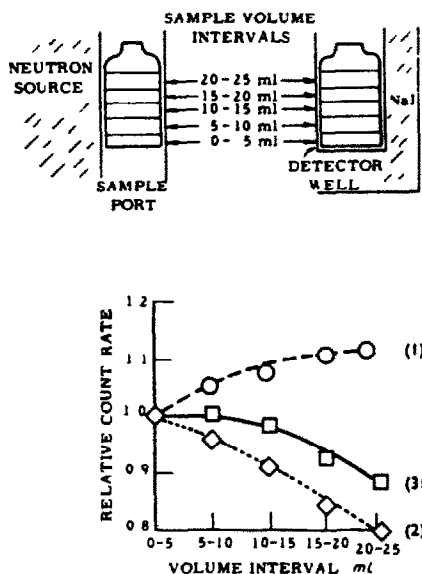 SAMPLE VOLUME
INTERVALS
NEUTRON
SOURCE
20-25 ml
15-20 ml
10-15 ml
5-10 ml
0-5 ml
NaI
DETECTOR
WELL
SAMPLE
PORT
RELATIVE COUNT RATE
1 2
1.1
1 0
0.9
0 8
(1)
(3)
(2)
0-5
5-10
10-15
15-20
20-25
VOLUME INTERVAL ml